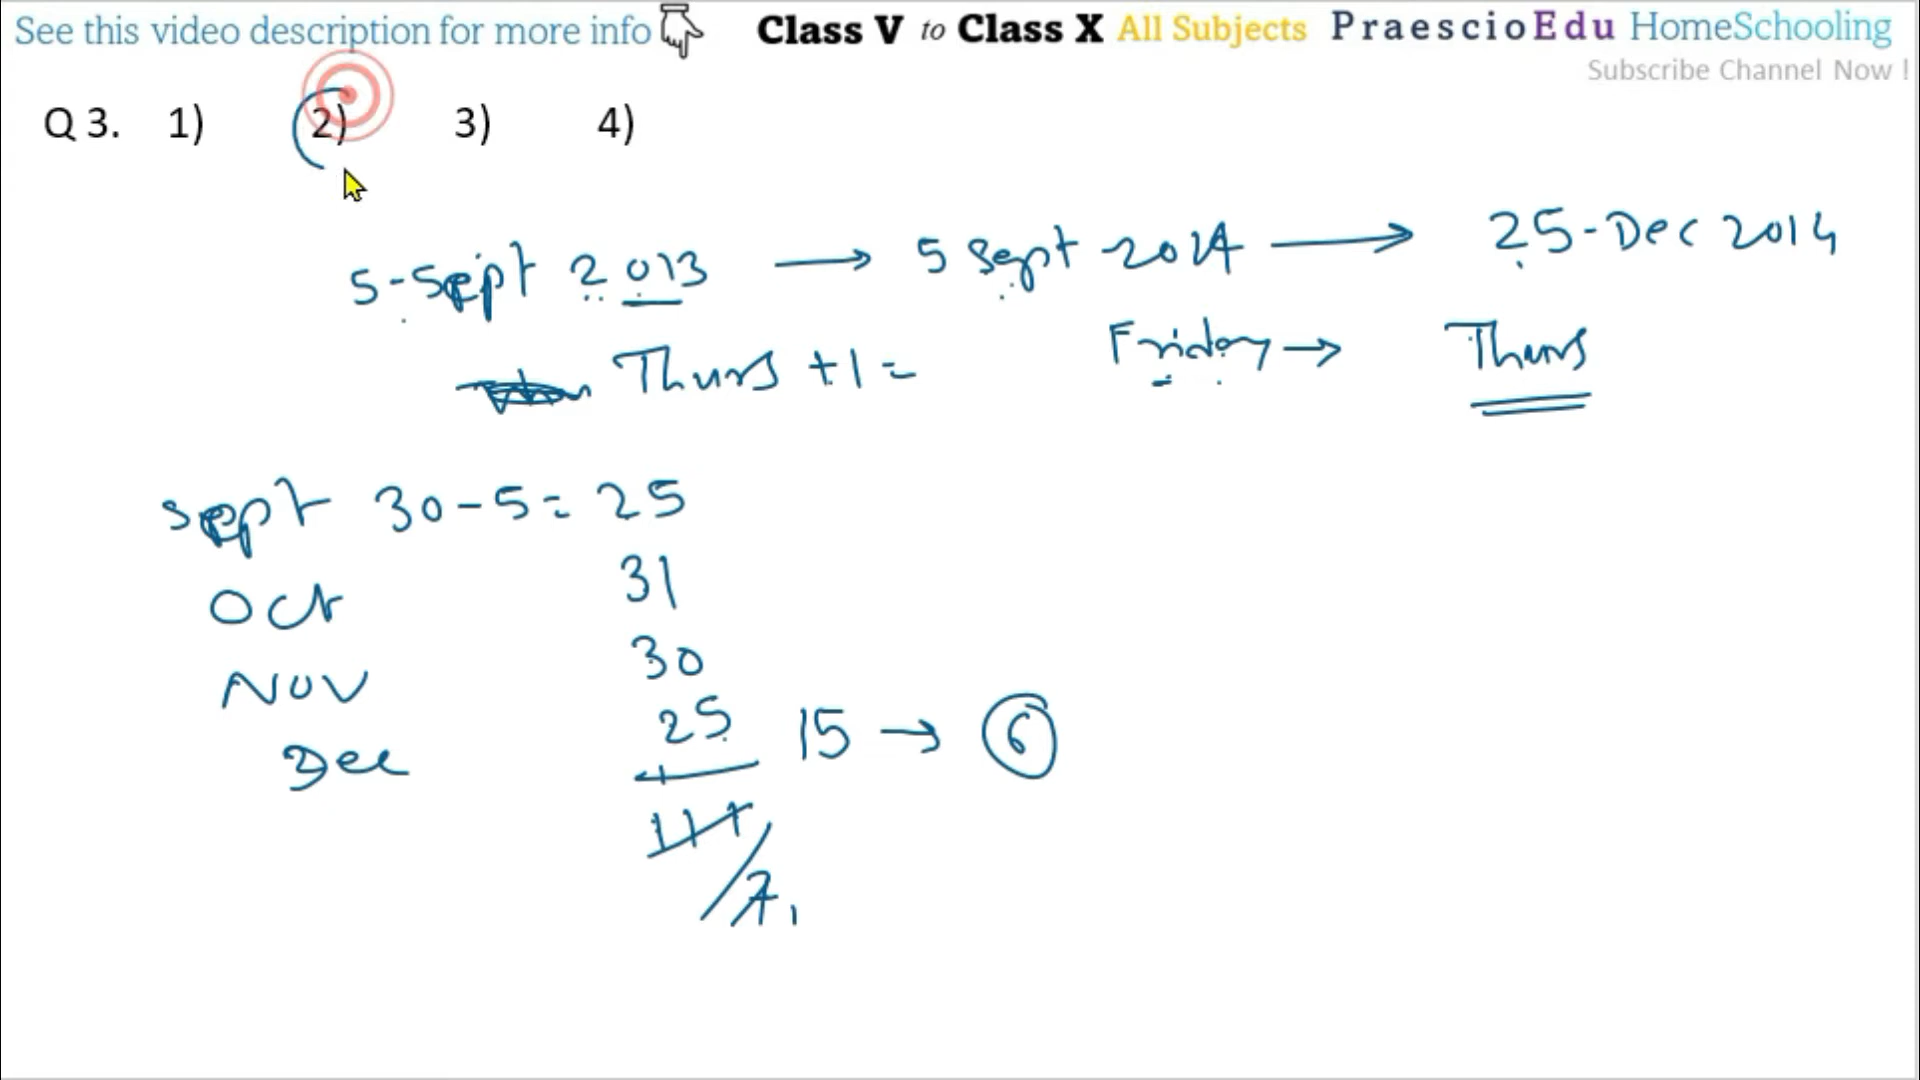 See this video description for more info Class V to Class X All Subjects PraescioEdu HomeSchooling
Subscribe Channel Now !
Q 3. 1) 2) 3) 4)
5-Sept 2013 → 5 Sept 2014 → 25-Dec 2014
Thurs +1 = Friday → Thurs
Sept 30-5= 25
Oct 31
Nov 30
Dec 25 15 → 6
111
/7